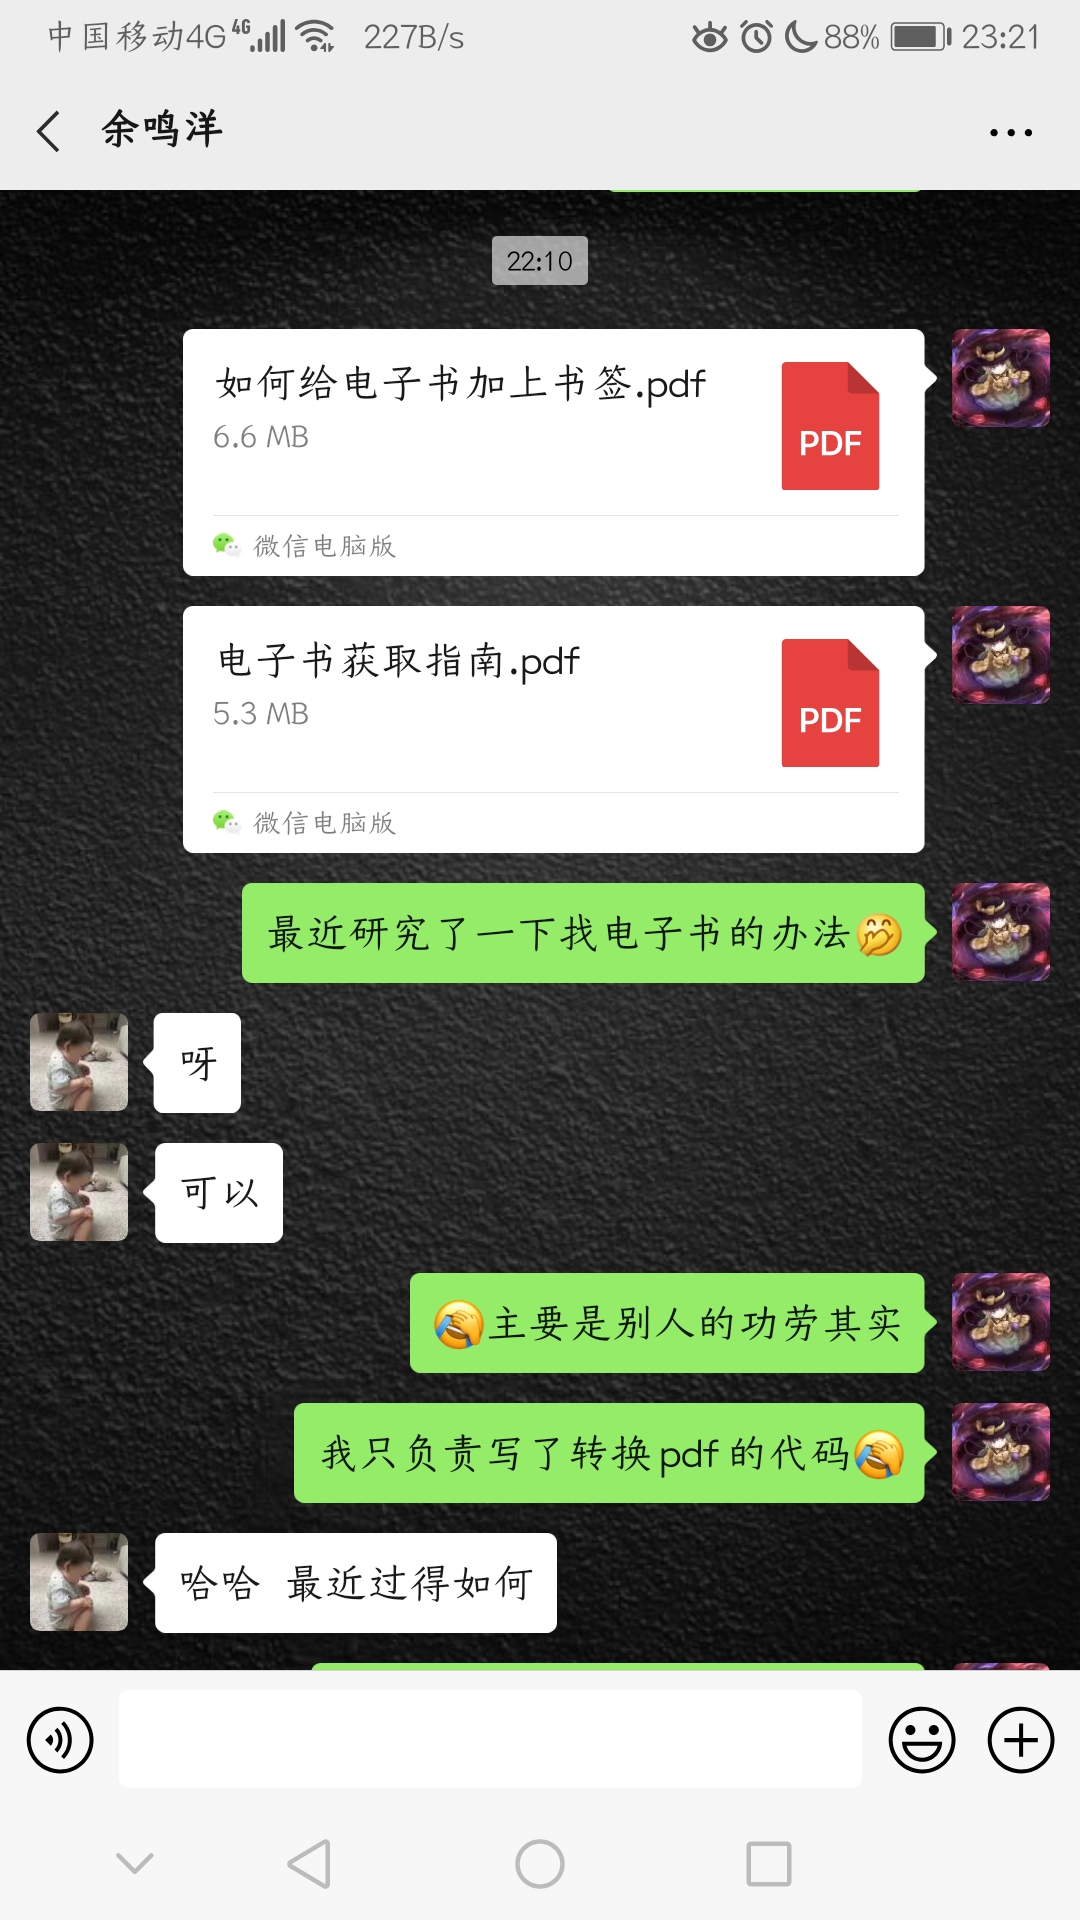 中国移动4G 4G 227B/s 88% 23:21
余鸣洋
22:10
如何给电子书加上书签.pdf
6.6 MB
PDF
微信电脑版
电子书获取指南.pdf
5.3 MB
PDF
微信电脑版
最近研究了一下找电子书的办法🤭
呀
可以
🤣主要是别人的功劳其实
我只负责写了转换pdf的代码🤣
哈哈 最近过得如何